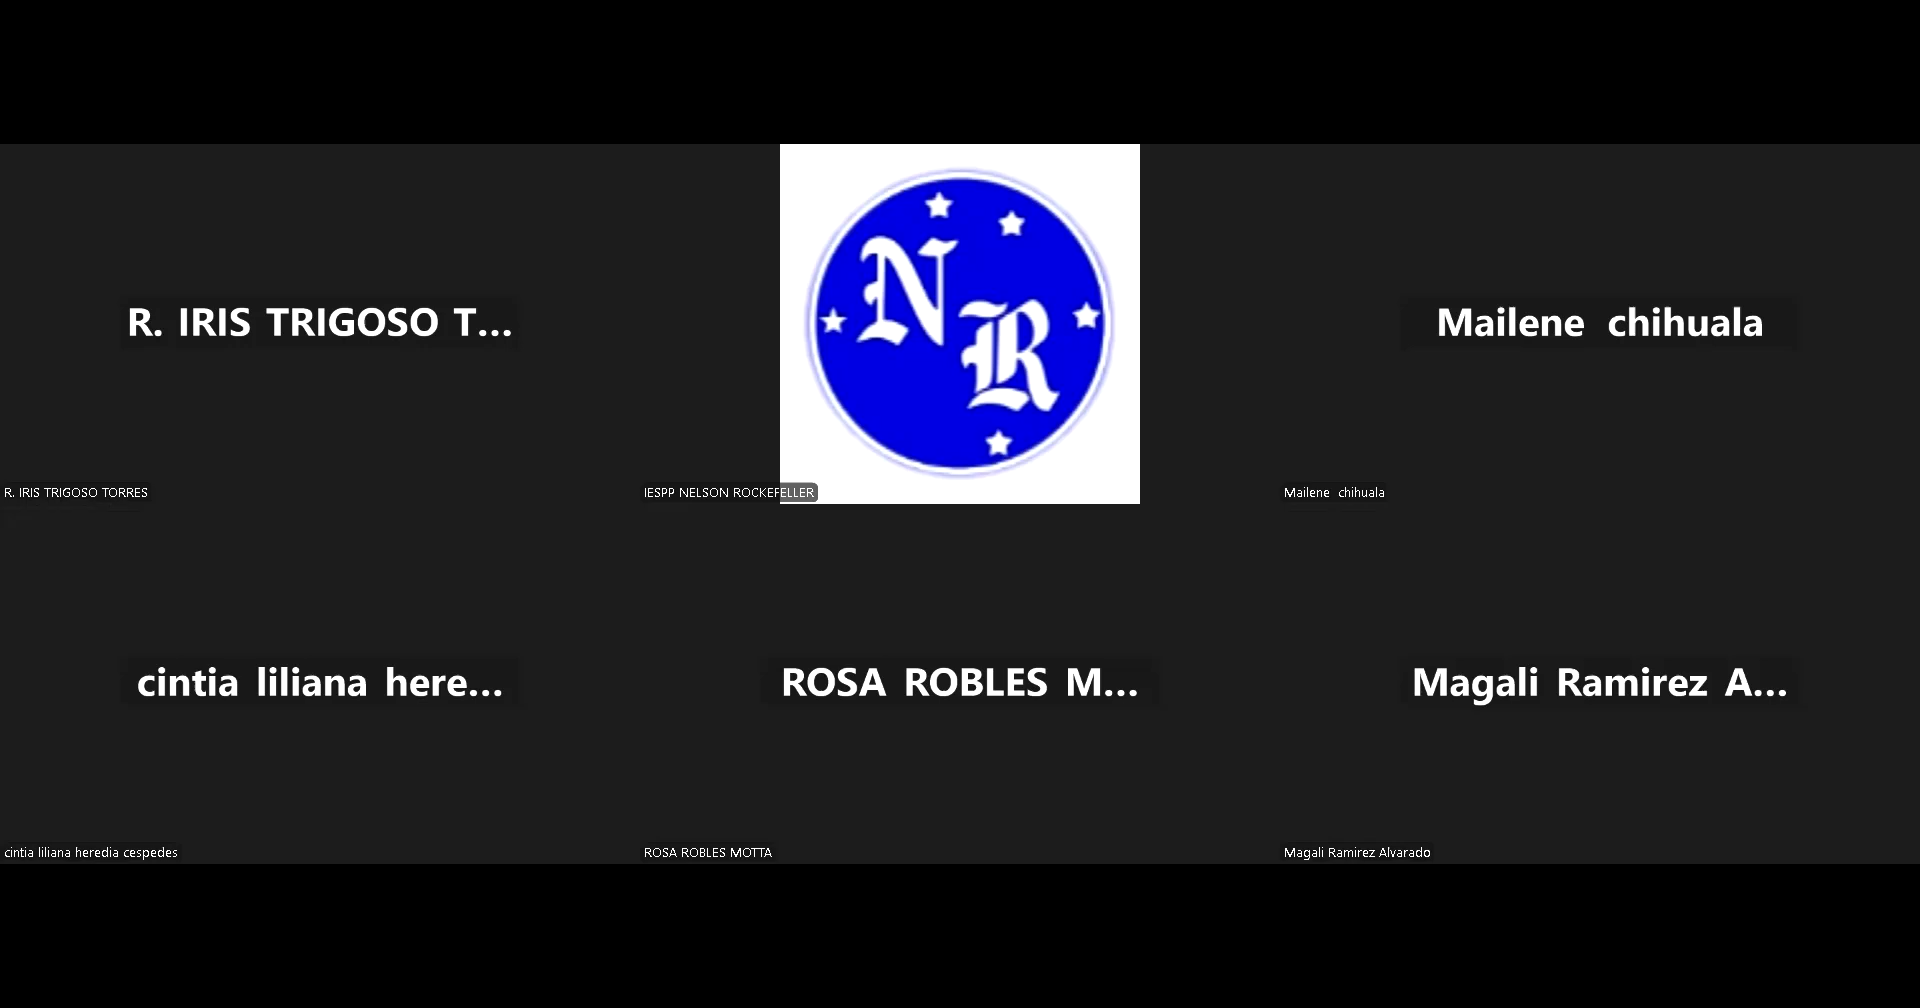 R. IRIS TRIGOSO T...
N
R
Mailene chihuala
R. IRIS TRIGOSO TORRES
IESPP NELSON ROCKEFELLER
Mailene chihuala
cintia liliana here...
ROSA ROBLES M...
Magali Ramirez A...
cintia liliana heredia cespedes
ROSA ROBLES MOTTA
Magali Ramirez Alvarado